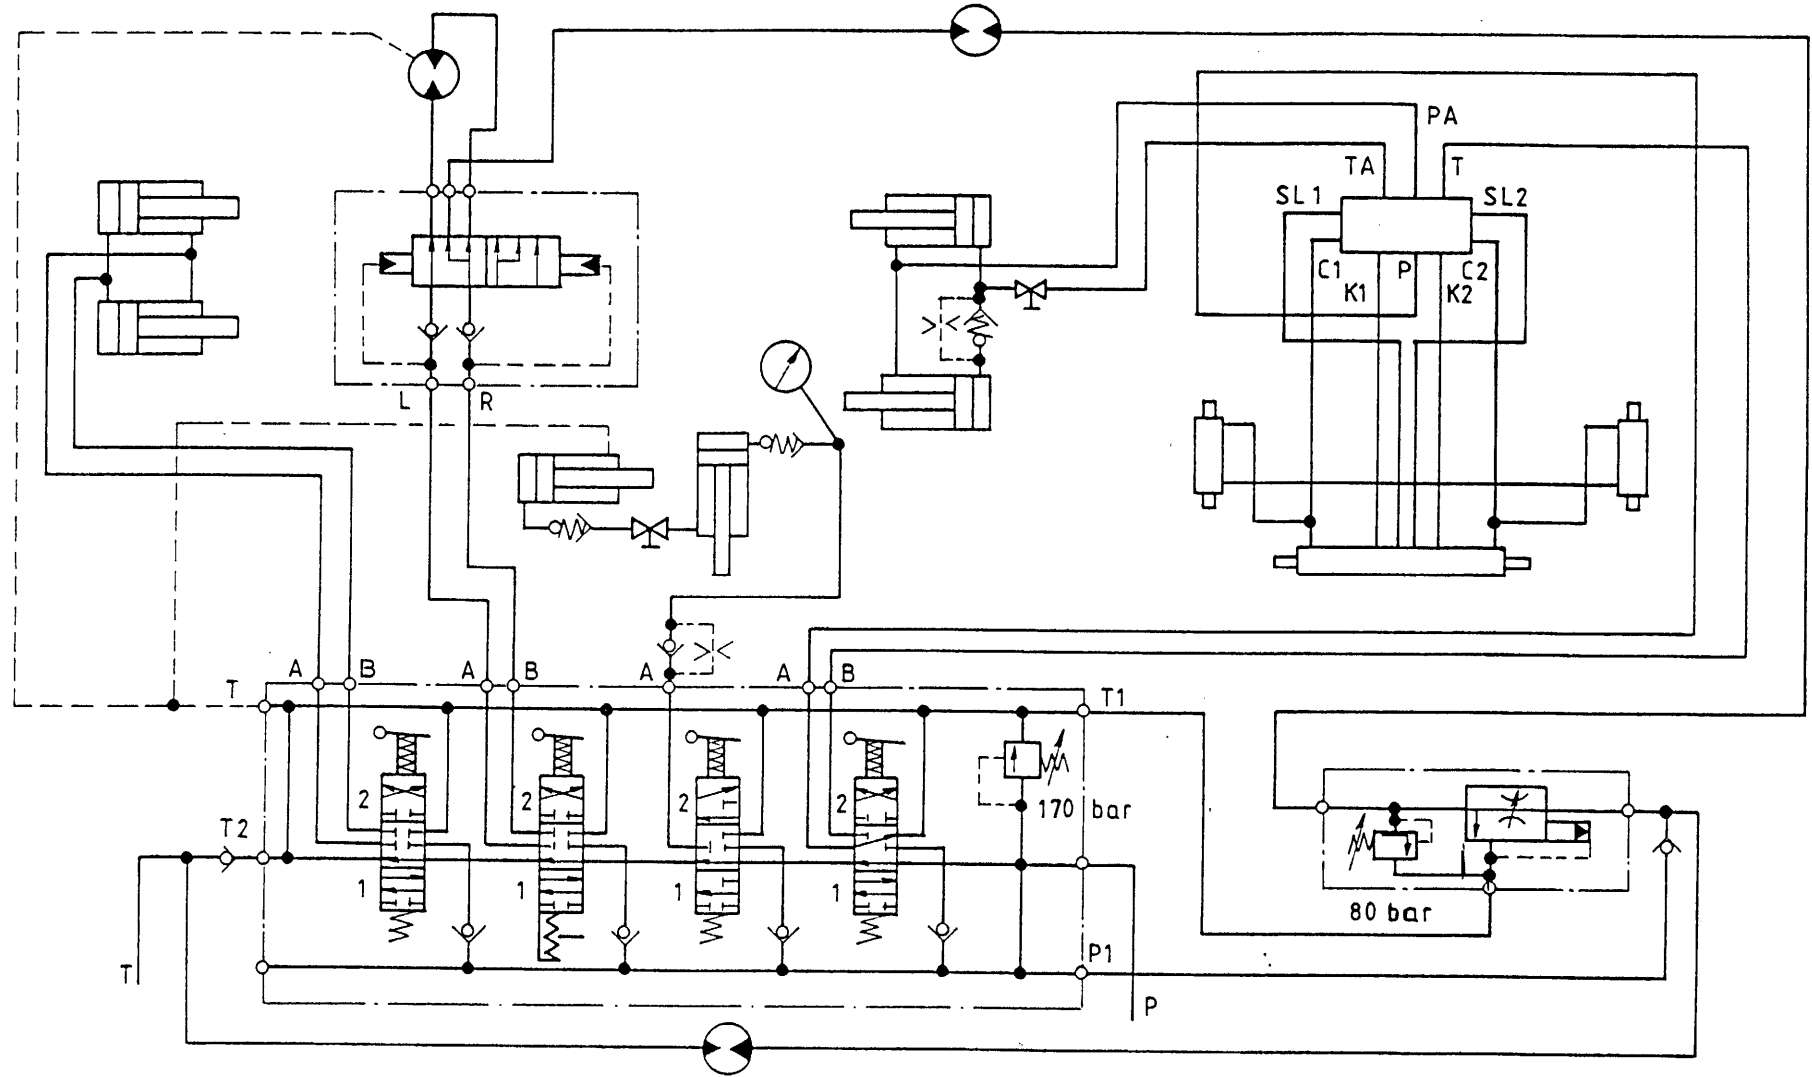 PA
TA T
SL1 SL2
C1 P C2
K1 K2
L R
A B A B A A B
T T1
2 2 2 2
170 bar
T2
1 1 1 1
80 bar
P1
T
P